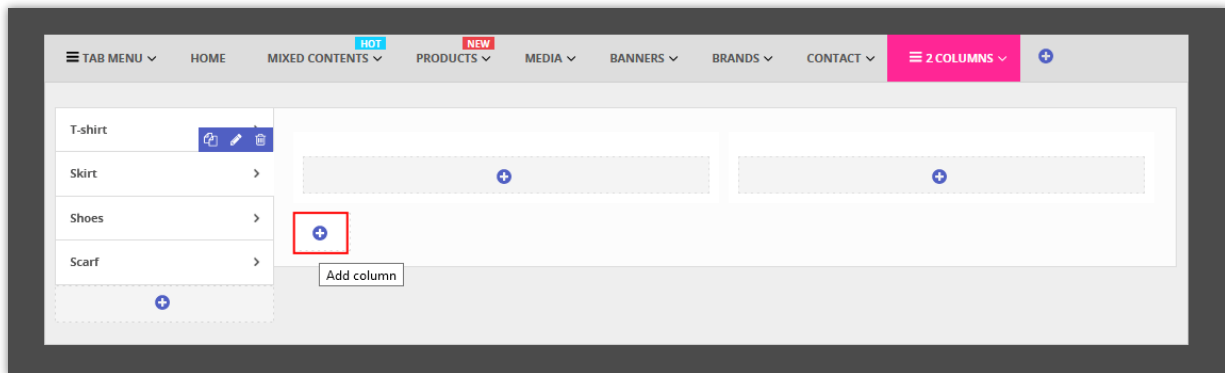 HOT NEW
TAB MENU HOME MIXED CONTENTS PRODUCTS MEDIA BANNERS BRANDS CONTACT 2 COLUMNS
T-shirt
Skirt
Shoes
Scarf
Add column